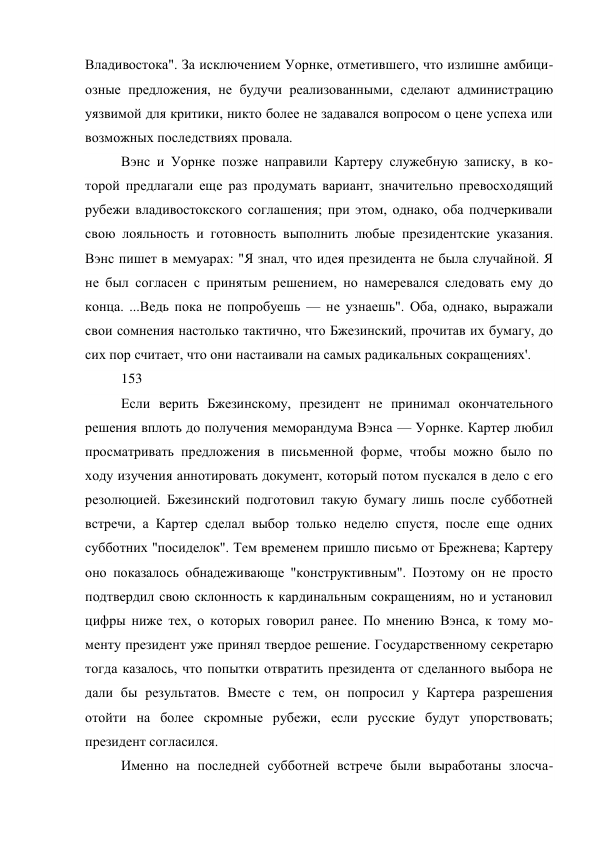 Владивостока". За исключением Уорнке, отметившего, что излишне амбици-
озные предложения, не будучи реализованными, сделают администрацию
уязвимой для критики, никто более не задавался вопросом о цене успеха или
возможных последствиях провала.
Вэнс и Уорнке позже направили Картеру служебную записку, в ко-
торой предлагали еще раз продумать вариант, значительно превосходящий
рубежи владивостокского соглашения; при этом, однако, оба подчеркивали
свою лояльность и готовность выполнить любые президентские указания.
Вэнс пишет в мемуарах: "Я знал, что идея президента не была случайной. Я
не был согласен с принятым решением, но намеревался следовать ему до
конца. ...Ведь пока не попробуешь — не узнаешь". Оба, однако, выражали
свои сомнения настолько тактично, что Бжезинский, прочитав их бумагу, до
сих пор считает, что они настаивали на самых радикальных сокращениях'.
153
Если верить Бжезинскому, президент не принимал окончательного
решения вплоть до получения меморандума Вэнса — Уорнке. Картер любил
просматривать предложения в письменной форме, чтобы можно было по
ходу изучения аннотировать документ, который потом пускался в дело с его
резолюцией. Бжезинский подготовил такую бумагу лишь после субботней
встречи, а Картер сделал выбор только неделю спустя, после еще одних
субботних "посиделок". Тем временем пришло письмо от Брежнева; Картеру
оно показалось обнадеживающе "конструктивным". Поэтому он не просто
подтвердил свою склонность к кардинальным сокращениям, но и установил
цифры ниже тех, о которых говорил ранее. По мнению Вэнса, к тому мо-
менту президент уже принял твердое решение. Государственному секретарю
тогда казалось, что попытки отвратить президента от сделанного выбора не
дали бы результатов. Вместе с тем, он попросил у Картера разрешения
отойти на более скромные рубежи, если русские будут упорствовать;
президент согласился.
Именно на последней субботней встрече были выработаны злосча-